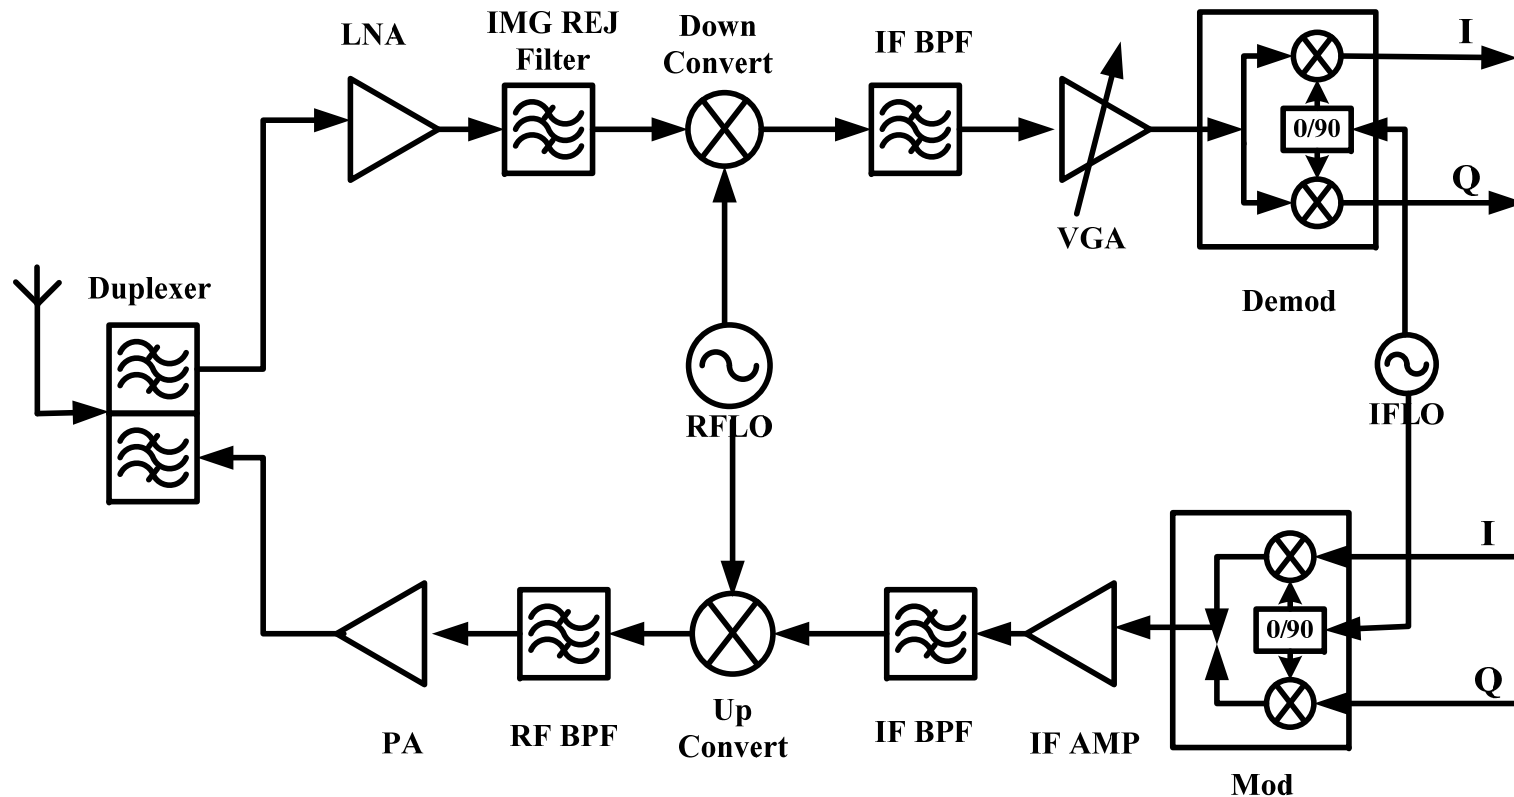 LNA
IMG REJ
Filter
Down
Convert
IF BPF
VGA
0/90
I
Q
Demod
Duplexer
RFLO
IFLO
I
0/90
Q
PA
RF BPF
Up
Convert
IF BPF
IF AMP
Mod